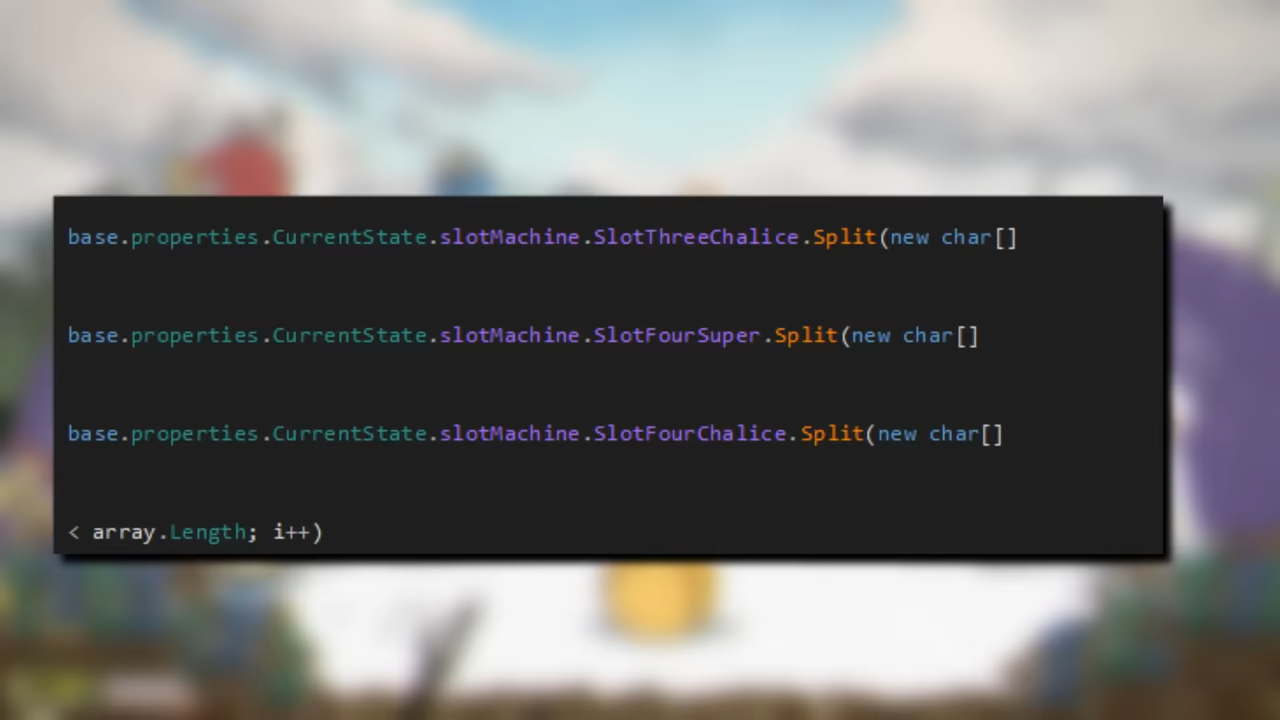 base.properties.CurrentState.slotMachine.SlotThreeChalice.Split(new char[]
base.properties.CurrentState.slotMachine.SlotFourSuper.Split(new char[]
base.properties.CurrentState.slotMachine.SlotFourChalice.Split(new char[]
< array.Length; i++)